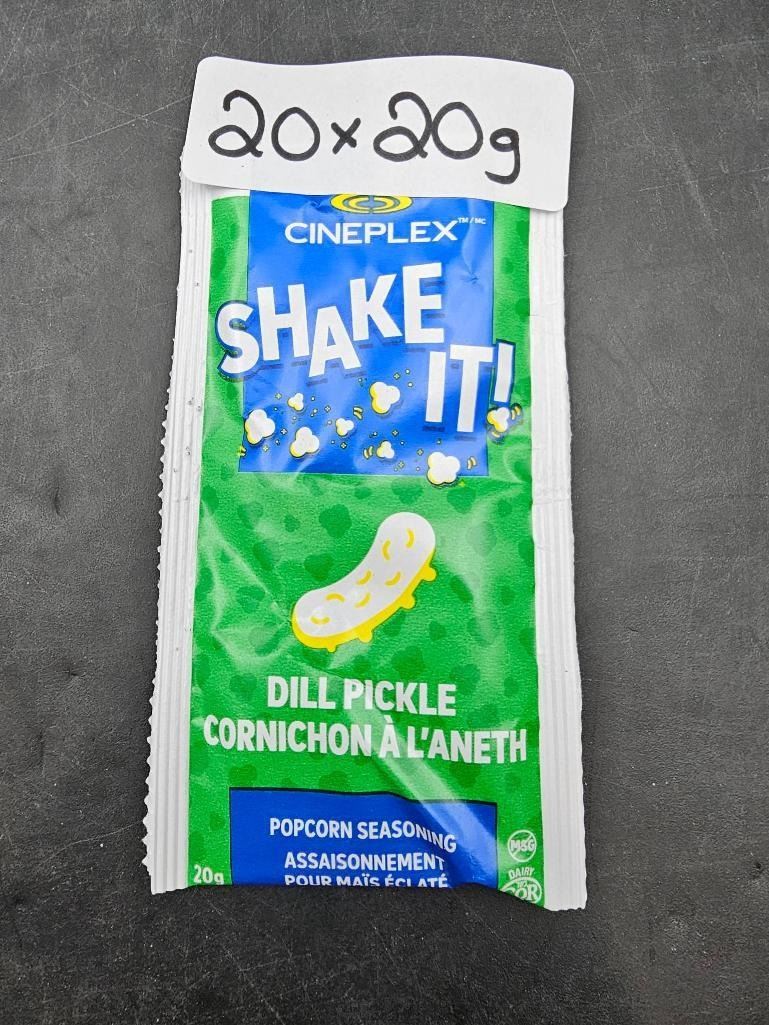 20x20g
CINEPLEX TM/MC
SHAKE
IT!
DILL PICKLE
CORNICHON À L'ANETH
POPCORN SEASONING
ASSAISONNEMENT
POUR MAÏS ÉCLATÉ
20g
MSG
DAIRY
COR